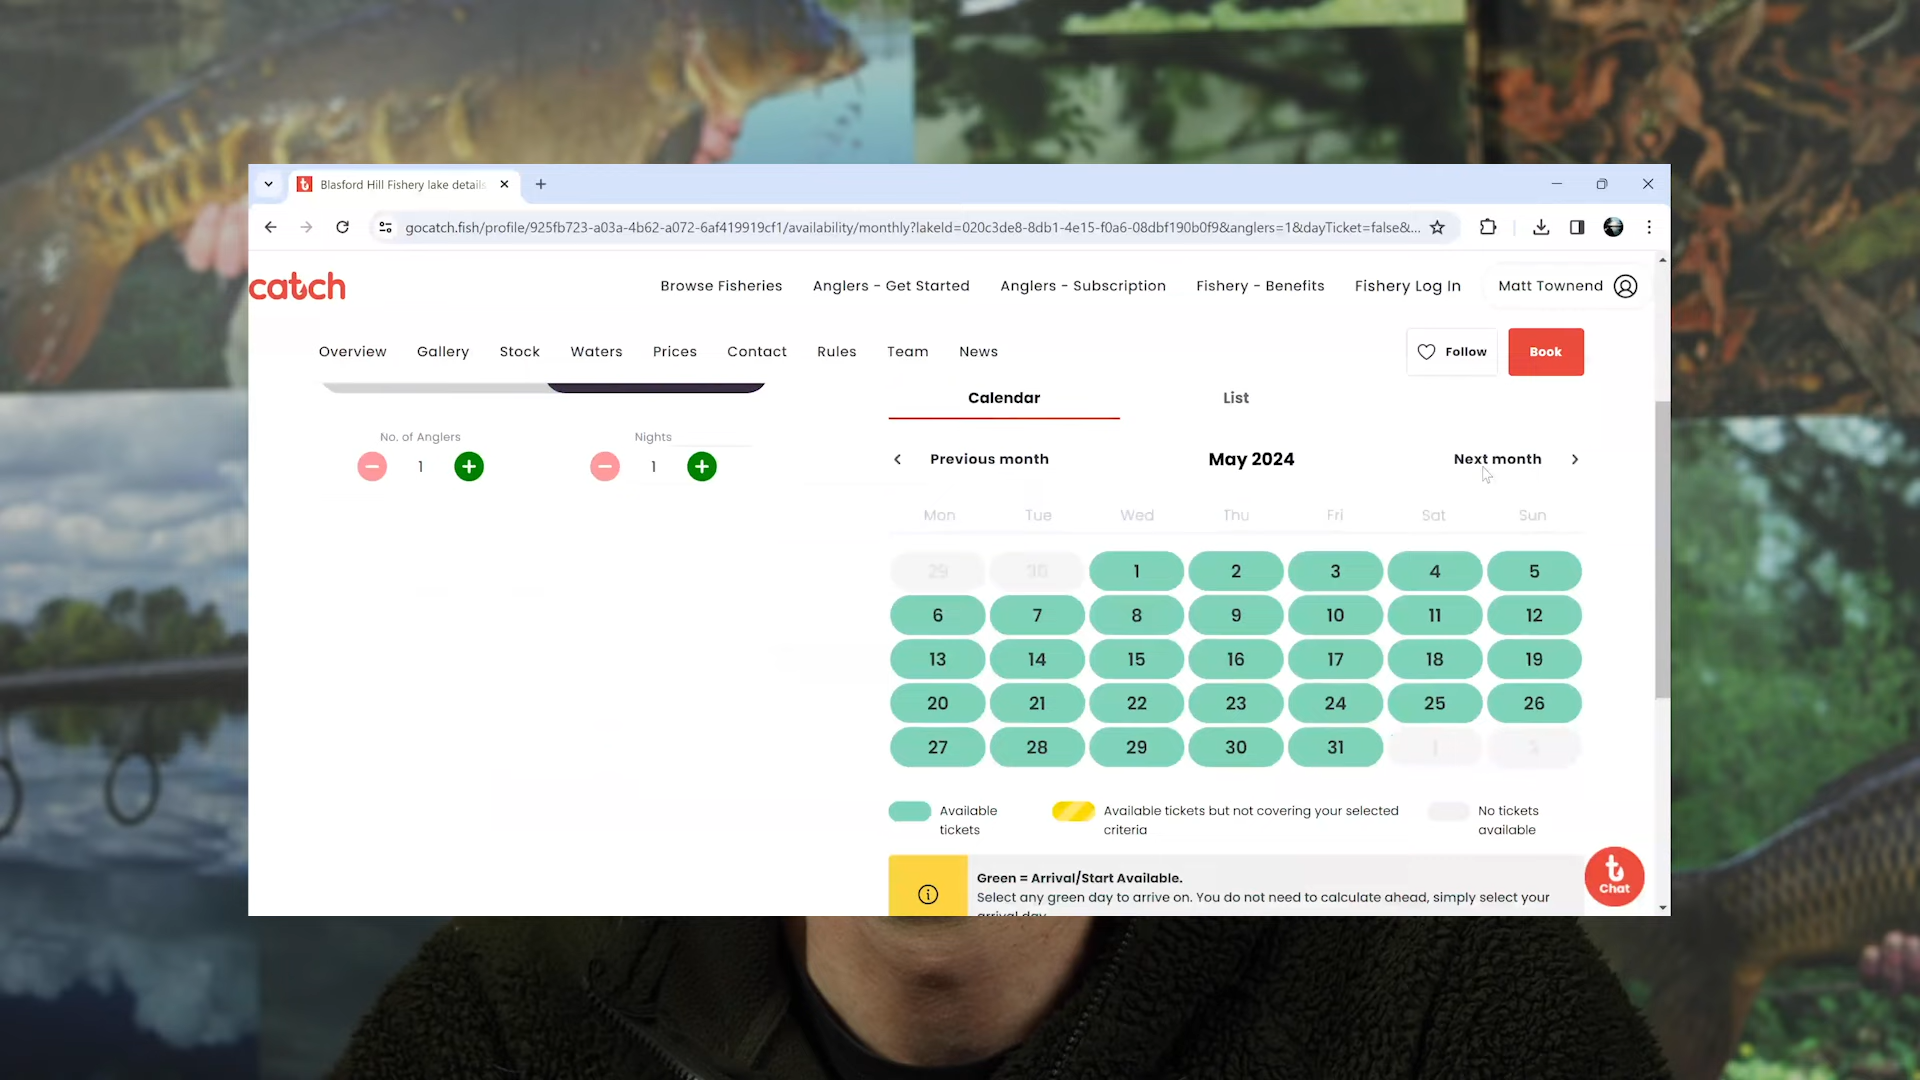 Blasford Hill Fishery lake details
gocatch.fish/profile/925fb723-a03a-4b62-a072-6af419919cf1/availability/monthly?lakeId=020c3de8-8db1-4e15-f0a6-08dbf190b0f9&anglers=1&dayTicket=false&...
catch
Browse Fisheries
Anglers - Get Started
Anglers - Subscription
Fishery - Benefits
Fishery Log In
Matt Townend
Overview
Gallery
Stock
Waters
Prices
Contact
Rules
Team
News
Follow
Book
Calendar
List
No. of Anglers
Nights
1
1
Previous month
May 2024
Next month
Mon Tue Wed Thu Fri Sat Sun
29 30 1 2 3 4 5
6 7 8 9 10 11 12
13 14 15 16 17 18 19
20 21 22 23 24 25 26
27 28 29 30 31 1 2
Available
tickets
Available tickets but not covering your selected
criteria
No tickets
available
Green = Arrival/Start Available.
Select any green day to arrive on. You do not need to calculate ahead, simply select your
arrival day
Chat